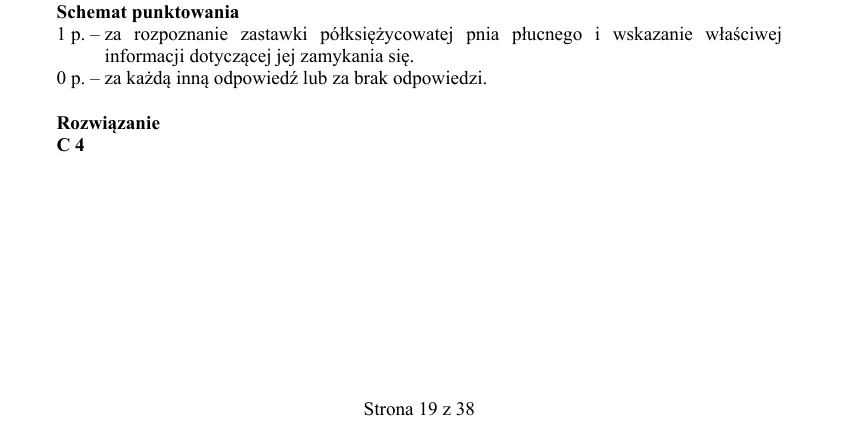 Schemat punktowania
1 p. – za rozpoznanie zastawki półksiężycowatej pnia płucnego i wskazanie właściwej
informacji dotyczącej jej zamykania się.
0 p. – za każdą inną odpowiedź lub za brak odpowiedzi.
Rozwiązanie
C 4
Strona 19 z 38